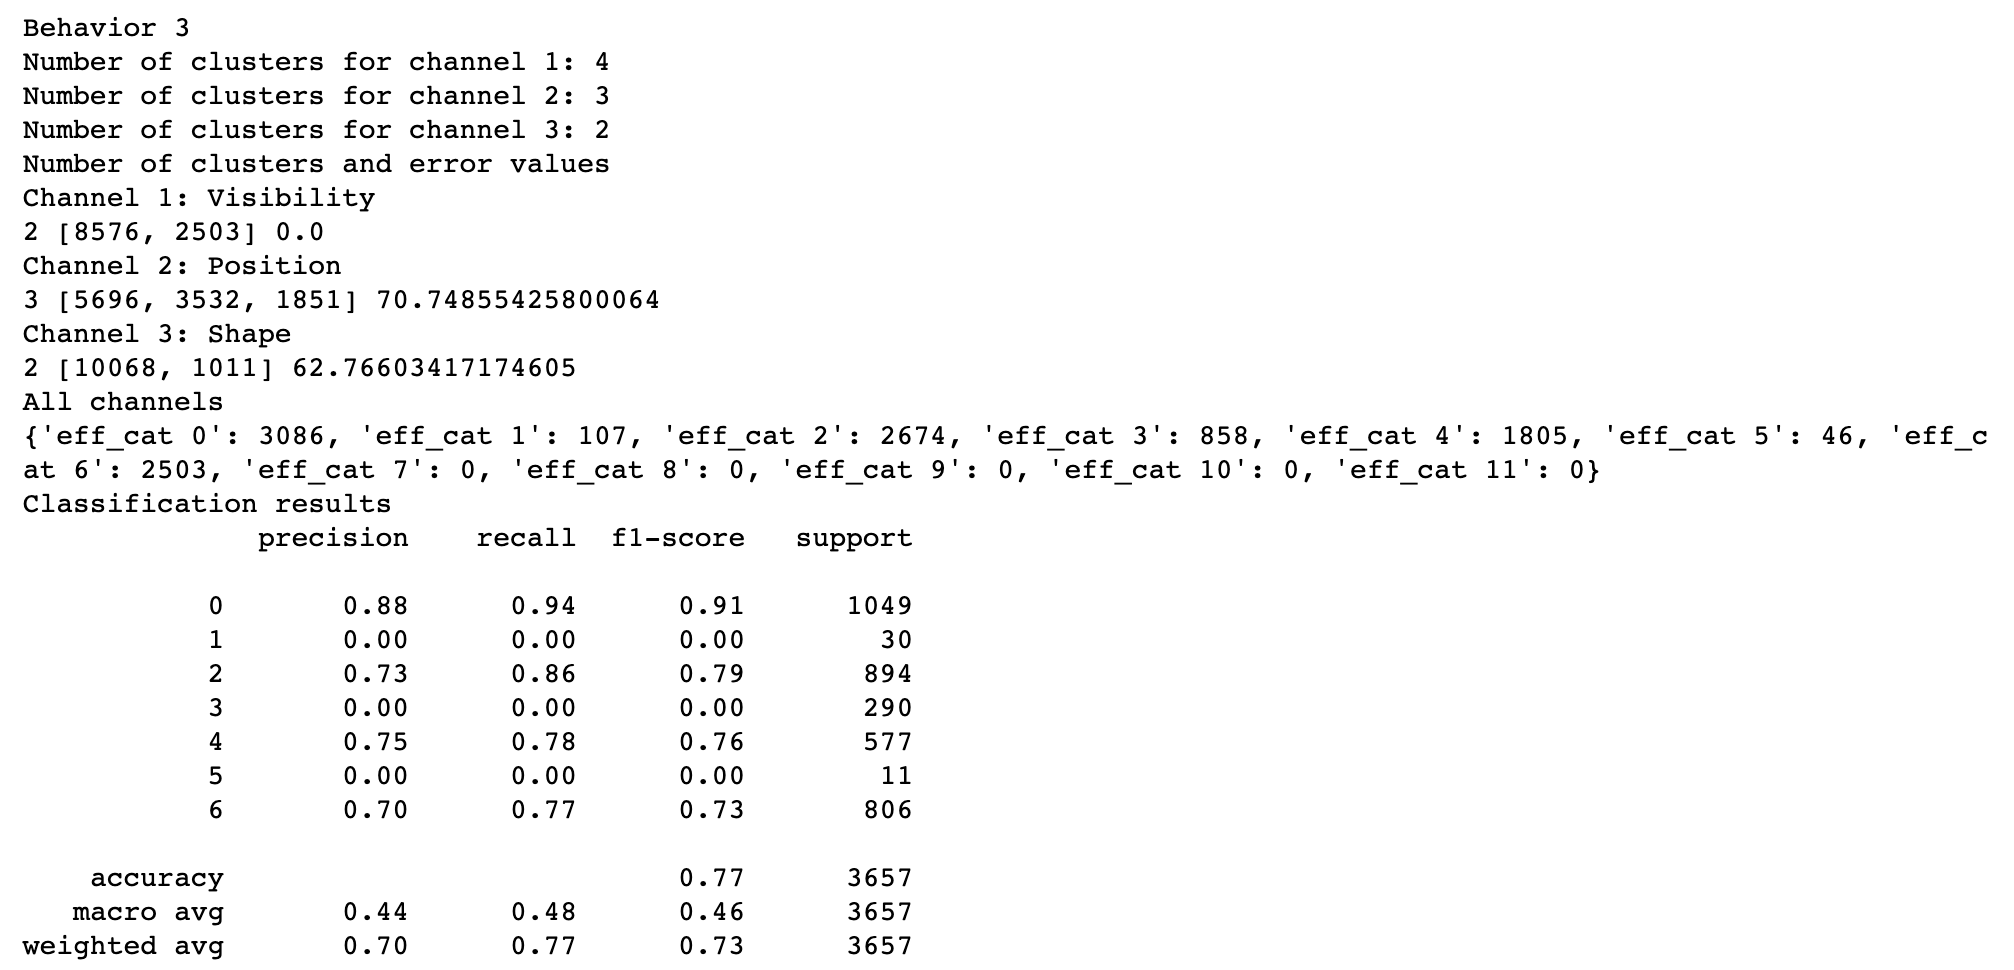 Behavior 3
Number of clusters for channel 1: 4
Number of clusters for channel 2: 3
Number of clusters for channel 3: 2
Number of clusters and error values
Channel 1: Visibility
2 [8576, 2503] 0.0
Channel 2: Position
3 [5696, 3532, 1851] 70.74855425800064
Channel 3: Shape
2 [10068, 1011] 62.76603417174605
All channels
{'eff_cat 0': 3086, 'eff_cat 1': 107, 'eff_cat 2': 2674, 'eff_cat 3': 858, 'eff_cat 4': 1805, 'eff_cat 5': 46, 'eff_c
at 6': 2503, 'eff_cat 7': 0, 'eff_cat 8': 0, 'eff_cat 9': 0, 'eff_cat 10': 0, 'eff_cat 11': 0}
Classification results
precision recall f1-score support
0 0.88 0.94 0.91 1049
1 0.00 0.00 0.00 30
2 0.73 0.86 0.79 894
3 0.00 0.00 0.00 290
4 0.75 0.78 0.76 577
5 0.00 0.00 0.00 11
6 0.70 0.77 0.73 806
accuracy 0.77 3657
macro avg 0.44 0.48 0.46 3657
weighted avg 0.70 0.77 0.73 3657